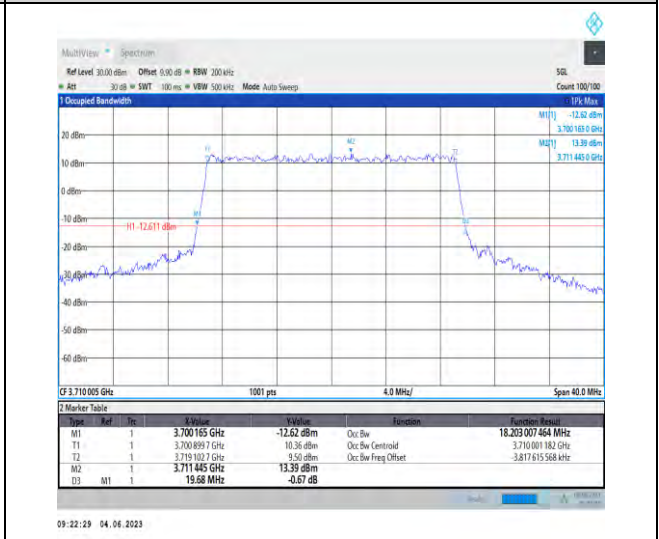 MultiView Spectrum
Ref Level 30.00 dBm Offset 9.90 dB RBW 200 kHz SGL
Att 30 dB SWT 100 ms VBW 500 kHz Mode Auto Sweep Count 100/100
1 Occupied Bandwidth 1Pk Max
M1[1] -12.62 dBm
3.700 165 0 GHz
M2[1] 13.39 dBm
3.711 445 0 GHz
20 dBm
M2
T1
T2
10 dBm
0 dBm
-10 dBm
M1
H1 -12.611 dBm
-20 dBm
-30 dBm
-40 dBm
-50 dBm
-60 dBm
CF 3.710 005 GHz 1001 pts 4.0 MHz/ Span 40.0 MHz
2 Marker Table
Type Ref Trc X-Value Y-Value Function Function Result
M1 1 3.700165 GHz -12.62 dBm Occ Bw 18.203 007 464 MHz
T1 1 3.700 899 7 GHz 10.36 dBm Occ Bw Centroid 3.710 001 182 GHz
T2 1 3.719 102 7 GHz 9.50 dBm Occ Bw Freq Offset -3.817 615 568 kHz
M2 1 3.711 445 GHz 13.39 dBm
D3 M1 1 19.68 MHz -0.67 dB
09:22:29 04.06.2023